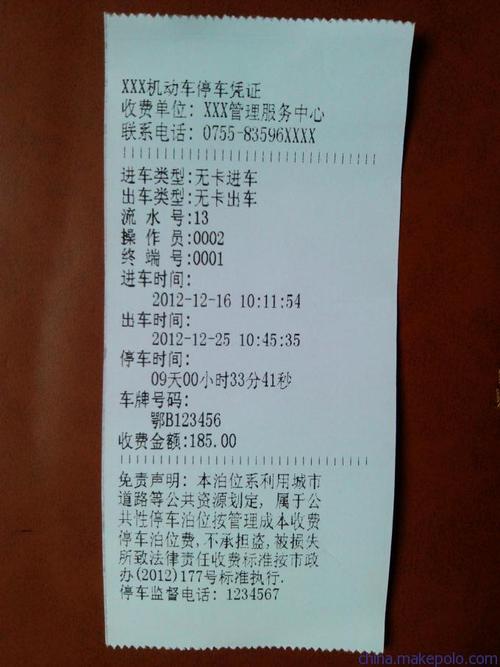 XXX机动车停车凭证
收费单位: XXX管理服务中心
联系电话: 0755-83596XXXX
进车类型:无卡进车
出车类型:无卡出车
流 水 号:13
操 作 员:0002
终 端 号:0001
进车时间:
2012-12-16 10:11:54
出车时间:
2012-12-25 10:45:35
停车时间:
09天00小时33分41秒
车牌号码:
鄂B123456
收费金额:185.00
免责声明: 本泊位系利用城市
道路等公共资源划定, 属于公
共性停车泊位按管理成本收费
停车泊位费,不承担盗,被损失
所致法律责任收费标准按市政
办(2012)177号标准执行.
停车监督电话: 1234567
china.makepolo.com